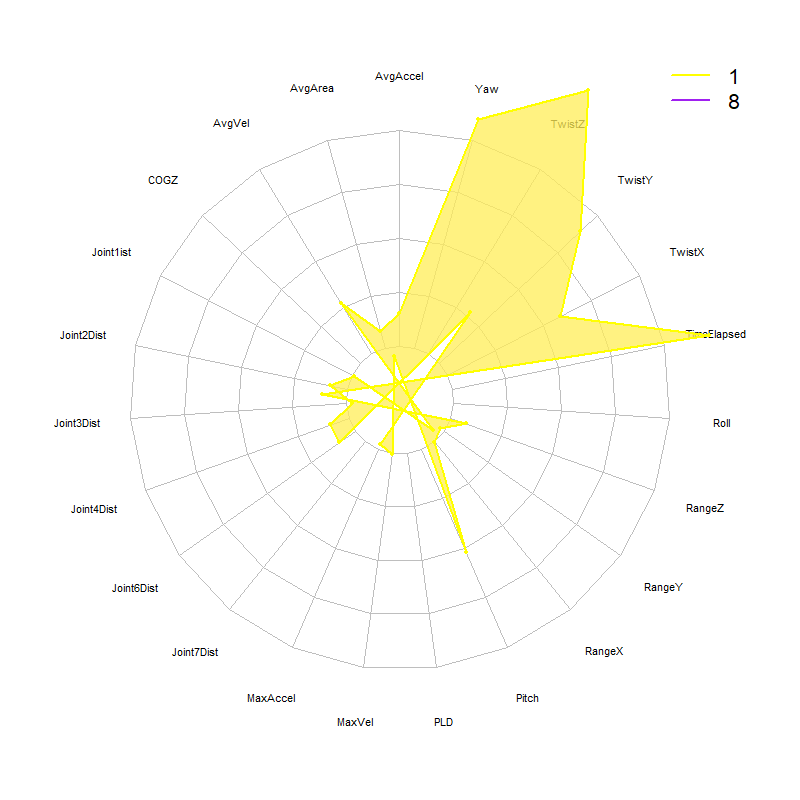 AvgAccel
Yaw
1
AvgArea
8
AvgVel
TwistZ
COGZ
TwistY
Joint1ist
TwistX
Joint2Dist
TimeElapsed
Joint3Dist
Roll
Joint4Dist
RangeZ
Joint6Dist
RangeY
Joint7Dist
RangeX
MaxAccel
Pitch
MaxVel
PLD